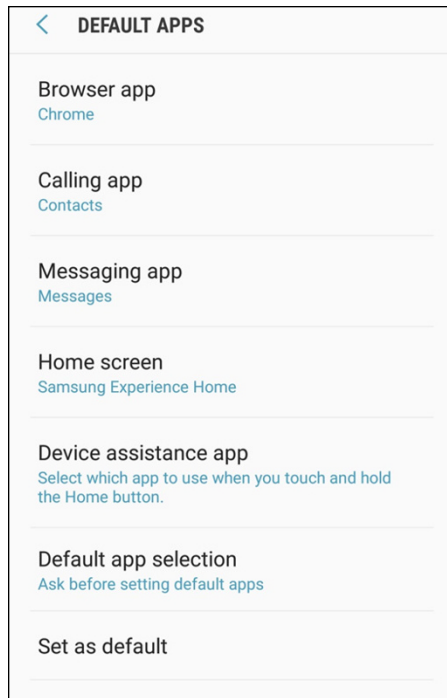 DEFAULT APPS
Browser app
Chrome
Calling app
Contacts
Messaging app
Messages
Home screen
Samsung Experience Home
Device assistance app
Select which app to use when you touch and hold
the Home button.
Default app selection
Ask before setting default apps
Set as default